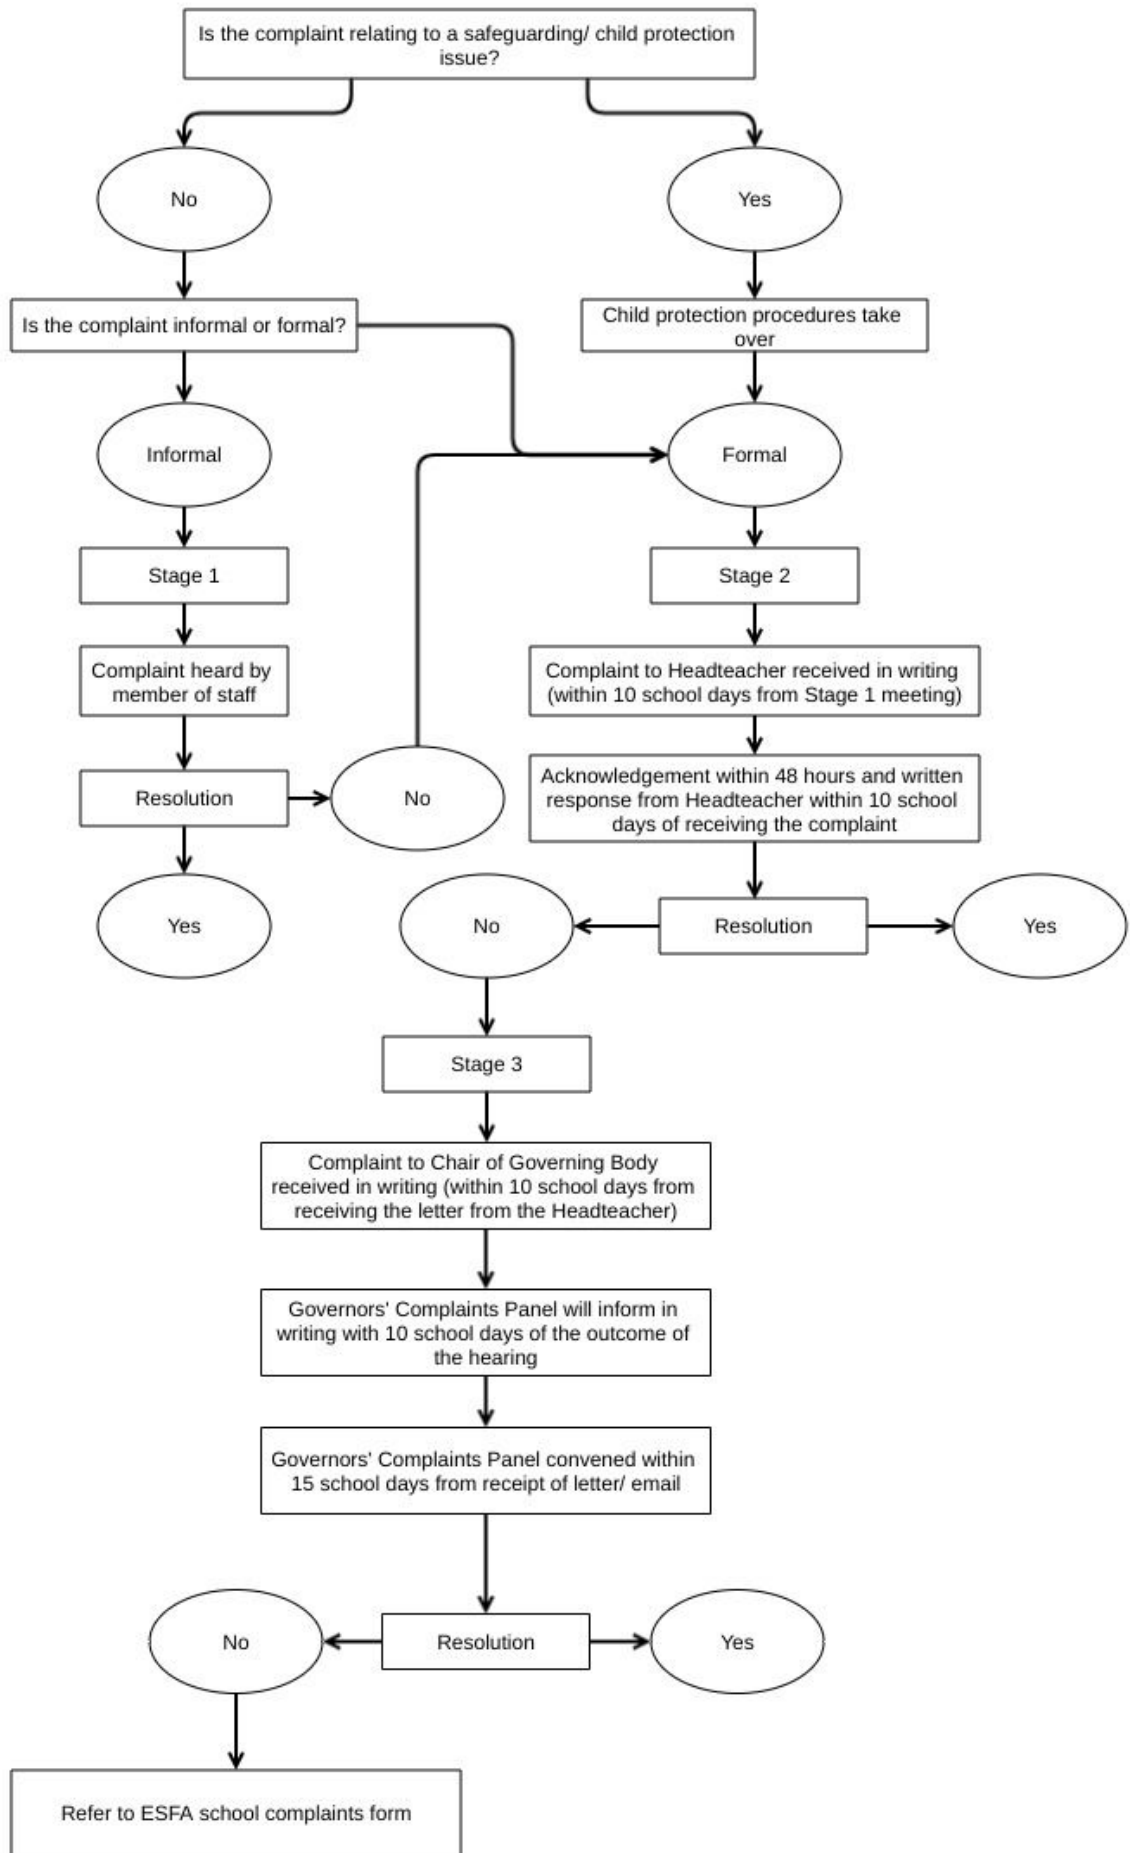 Is the complaint relating to a safeguarding/ child protection
issue?
No
Yes
Is the complaint informal or formal?
Child protection procedures take
over
Informal
Formal
Stage 1
Stage 2
Complaint heard by
member of staff
Complaint to Headteacher received in writing
(within 10 school days from Stage 1 meeting)
Resolution
No
Acknowledgement within 48 hours and written
response from Headteacher within 10 school
days of receiving the complaint
Yes
No
Resolution
Yes
Stage 3
Complaint to Chair of Governing Body
received in writing (within 10 school days from
receiving the letter from the Headteacher)
Governors' Complaints Panel will inform in
writing with 10 school days of the outcome of
the hearing
Governors' Complaints Panel convened within
15 school days from receipt of letter/ email
No
Resolution
Yes
Refer to ESFA school complaints form